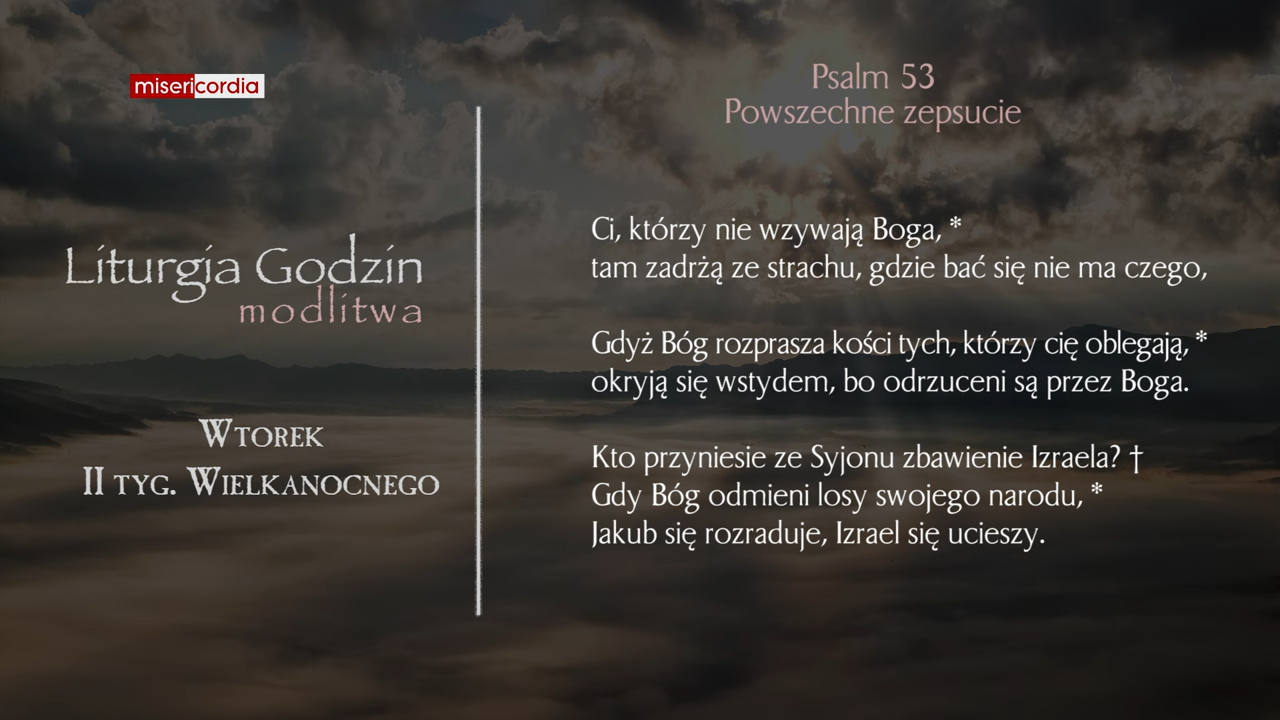 misericordia
Liturgia Godzin
modlitwa
Wtorek
II tyg. Wielkanocnego
Psalm 53
Powszechne zepsucie
Ci, którzy nie wzywają Boga, *
tam zadrżą ze strachu, gdzie bać się nie ma czego,
Gdyż Bóg rozprasza kości tych, którzy cię oblegają, *
okryją się wstydem, bo odrzuceni są przez Boga.
Kto przyniesie ze Syjonu zbawienie Izraela? †
Gdy Bóg odmieni losy swojego narodu, *
Jakub się rozraduje, Izrael się ucieszy.